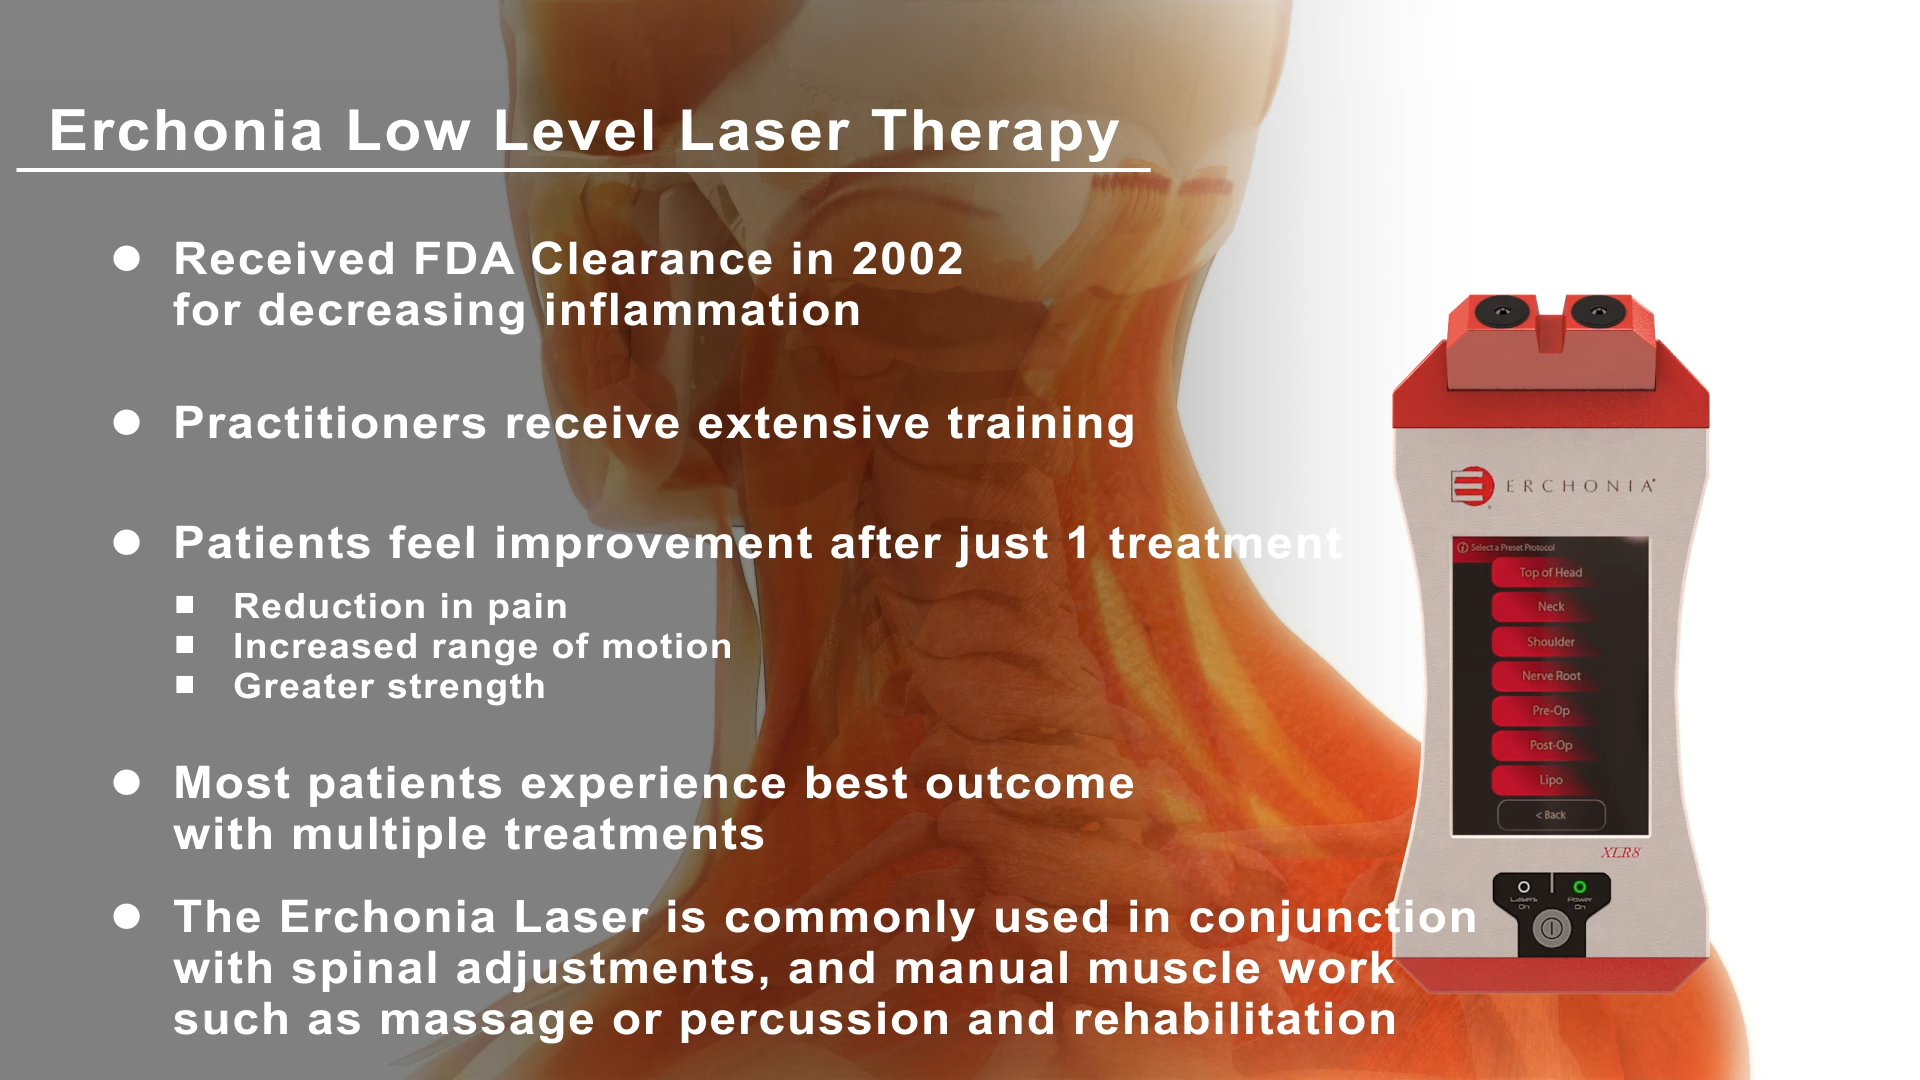 Erchonia Low Level Laser Therapy
● Received FDA Clearance in 2002
for decreasing inflammation
● Practitioners receive extensive training
● Patients feel improvement after just 1 treatment
■ Reduction in pain
■ Increased range of motion
■ Greater strength
● Most patients experience best outcome
with multiple treatments
● The Erchonia Laser is commonly used in conjunction
with spinal adjustments, and manual muscle work
such as massage or percussion and rehabilitation
ERCHONIA®
Select a Preset Protocol
Top of Head
Neck
Shoulder
Nerve Root
Pre-Op
Post-Op
Lipo
< Back
XLR8
Lasers On
Power On